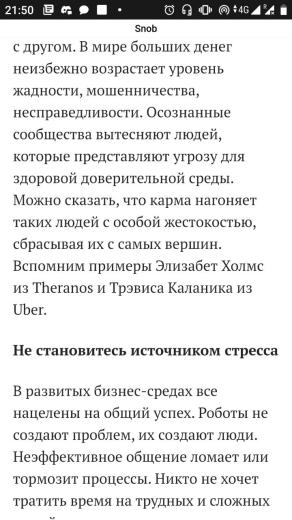 21:50
4G
Snob
с другом. В мире больших денег
неизбежно возрастает уровень
жадности, мошенничества,
несправедливости. Осознанные
сообщества вытесняют людей,
которые представляют угрозу для
здоровой доверительной среды.
Можно сказать, что карма нагоняет
таких людей с особой жестокостью,
сбрасывая их с самых вершин.
Вспомним примеры Элизабет Холмс
из Theranos и Трэвиса Каланика из
Uber.
Не становитесь источником стресса
В развитых бизнес-средах все
нацелены на общий успех. Роботы не
создают проблем, их создают люди.
Неэффективное общение ломает или
тормозит процессы. Никто не хочет
тратить время на трудных и сложных